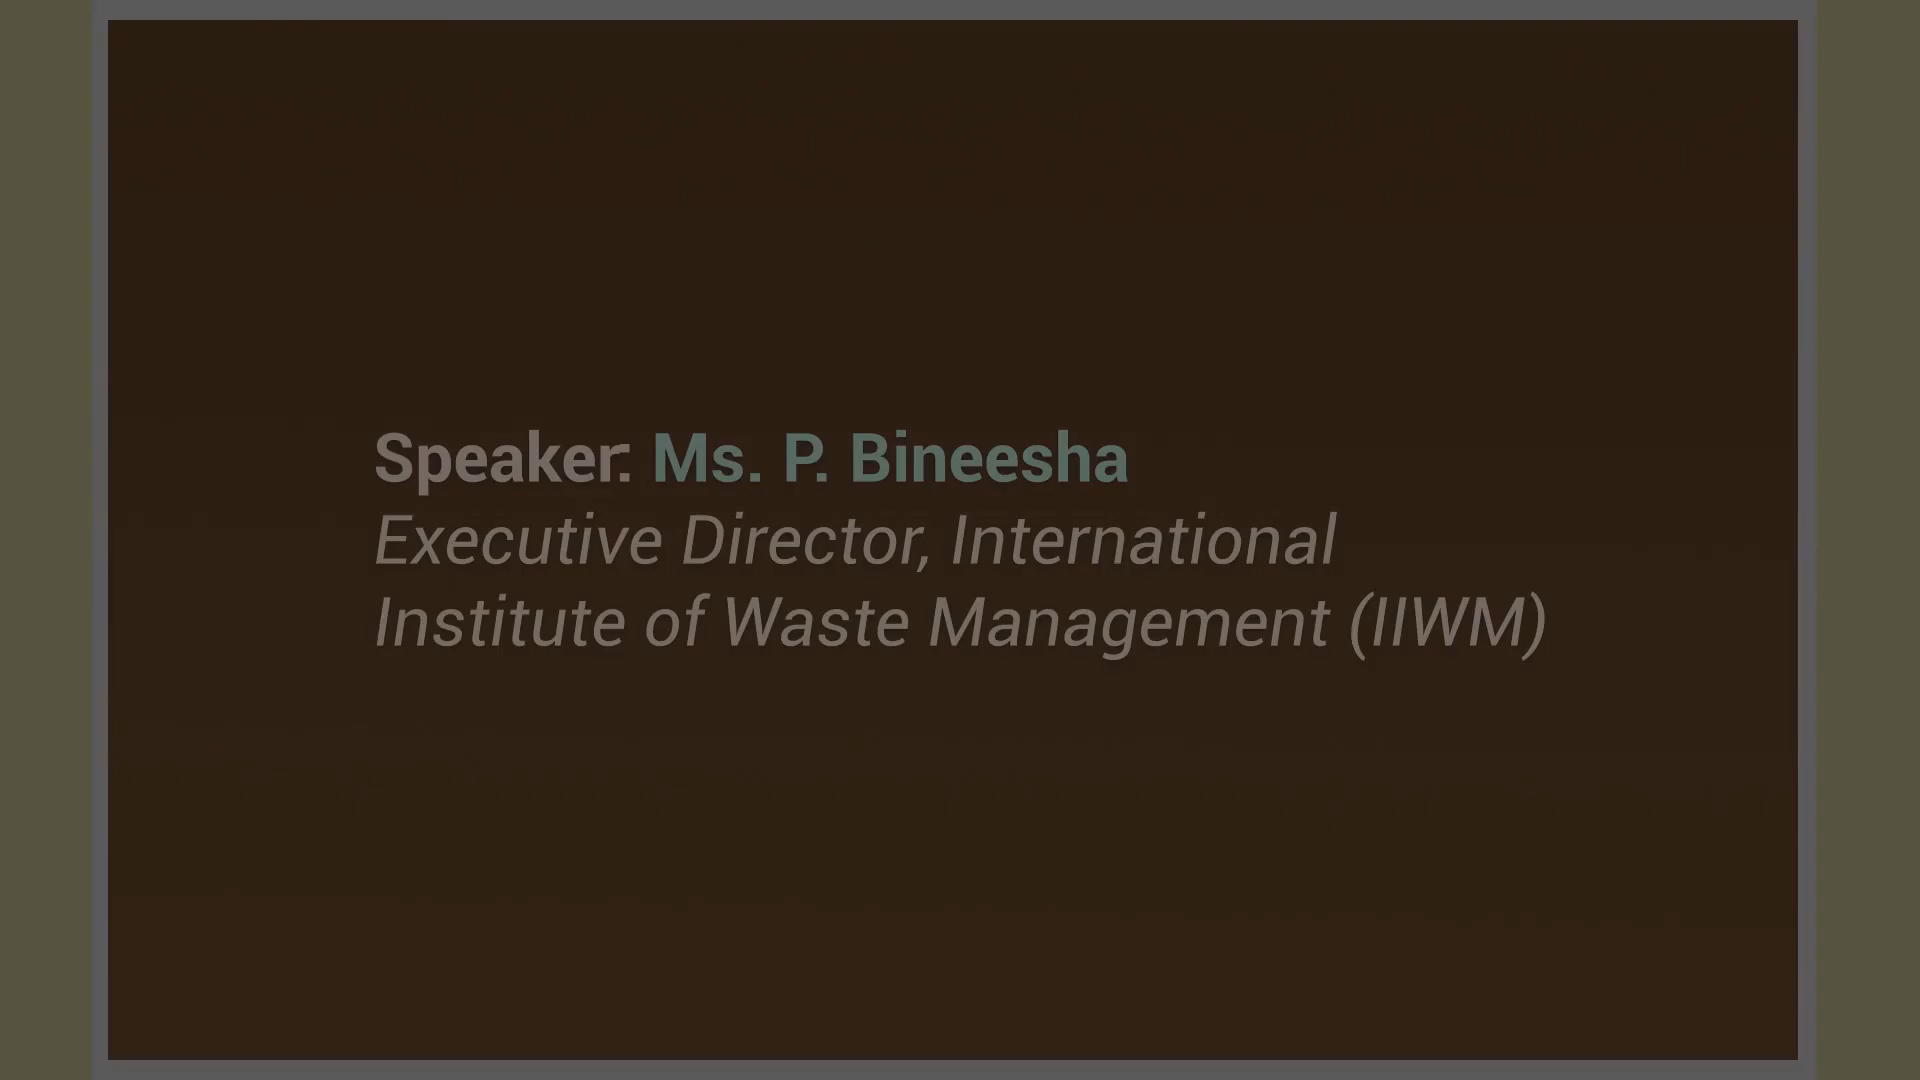 Speaker: Ms. P. Bineesha
Executive Director, International
Institute of Waste Management (IIWM)